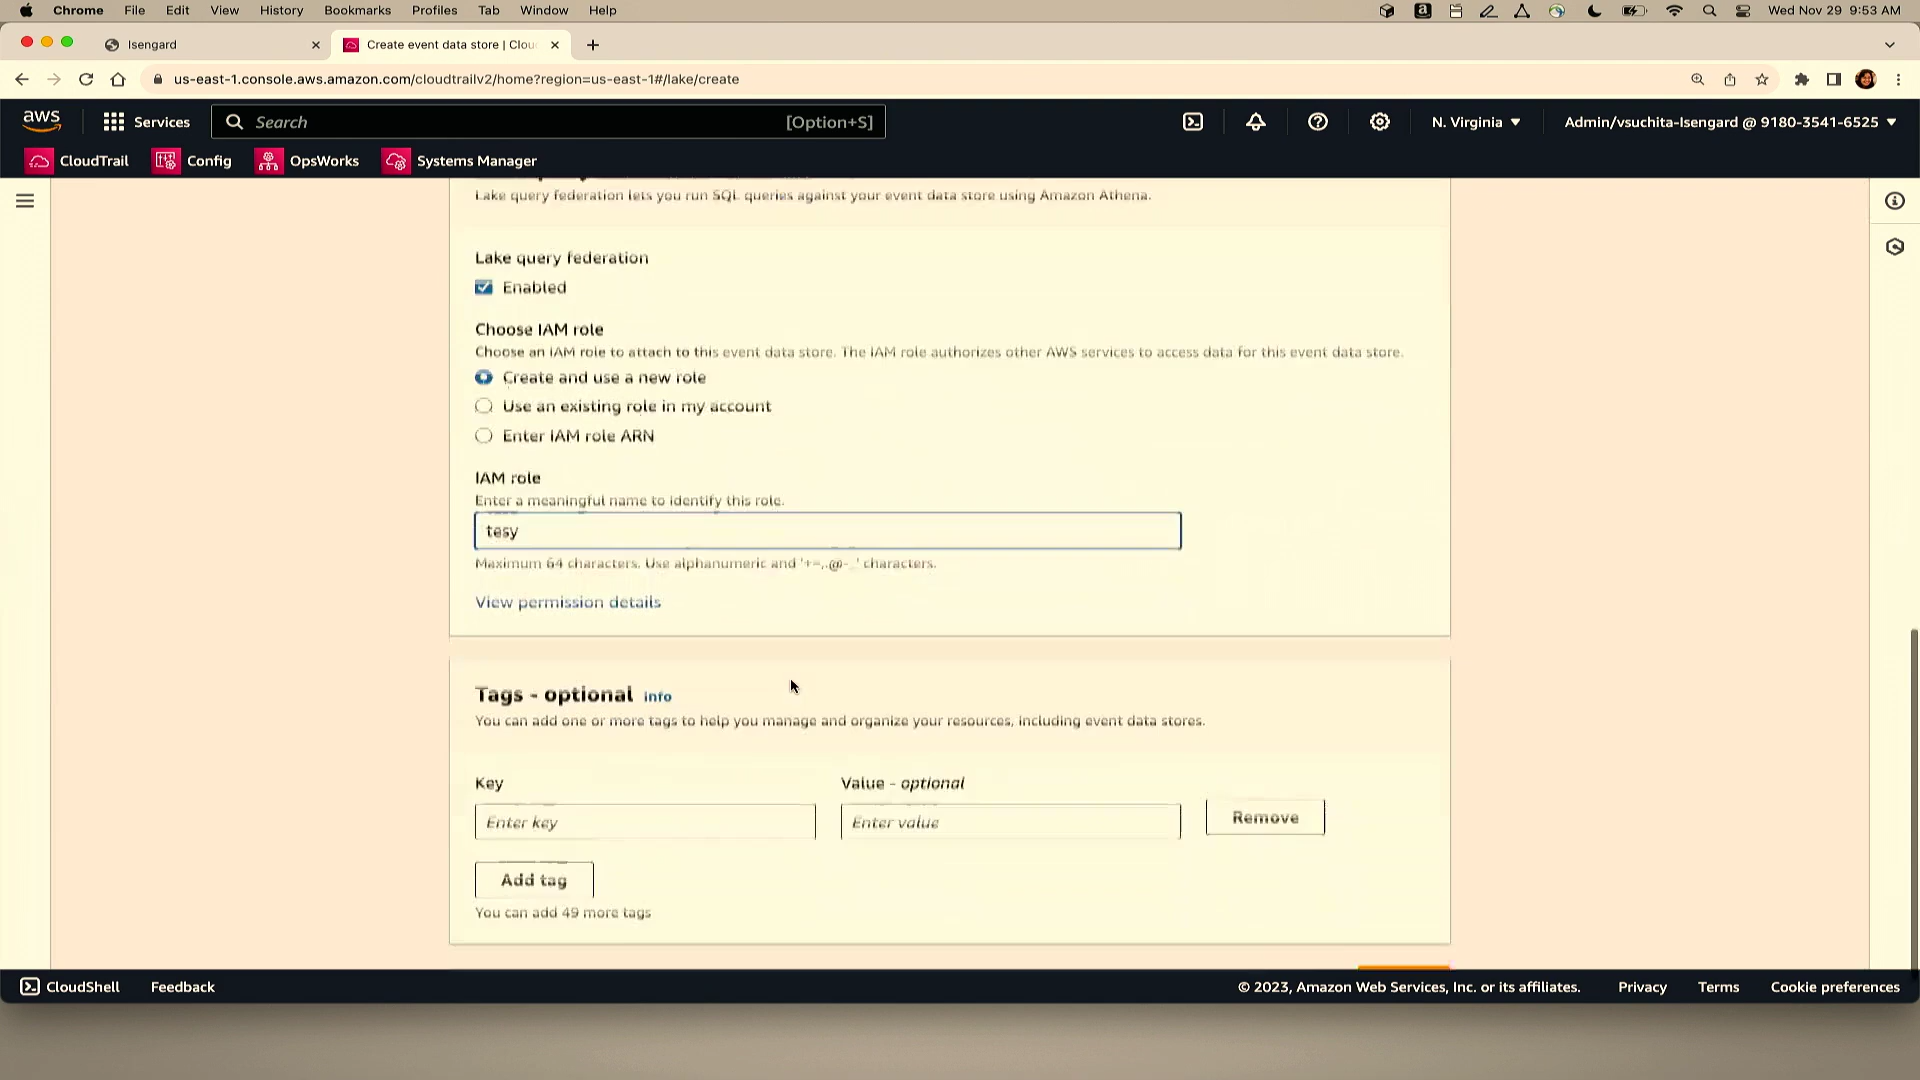 Chrome File Edit View History Bookmarks Profiles Tab Window Help Wed Nov 29 9:53 AM
Isengard
Create event data store | Clou
us-east-1.console.aws.amazon.com/cloudtrailv2/home?region=us-east-1#/lake/create
aws Services Search [Option+S] N. Virginia Admin/vsuchita-Isengard @ 9180-3541-6525
CloudTrail Config OpsWorks Systems Manager
Lake query federation lets you run SQL queries against your event data store using Amazon Athena.
Lake query federation
Enabled
Choose IAM role
Choose an IAM role to attach to this event data store. The IAM role authorizes other AWS services to access data for this event data store.
Create and use a new role
Use an existing role in my account
Enter IAM role ARN
IAM role
Enter a meaningful name to identify this role.
tesy
Maximum 64 characters. Use alphanumeric and '+=,.@-_' characters.
View permission details
Tags - optional Info
You can add one or more tags to help you manage and organize your resources, including event data stores.
Key Value - optional
Enter key Enter value Remove
Add tag
You can add 49 more tags
CloudShell Feedback © 2023, Amazon Web Services, Inc. or its affiliates. Privacy Terms Cookie preferences